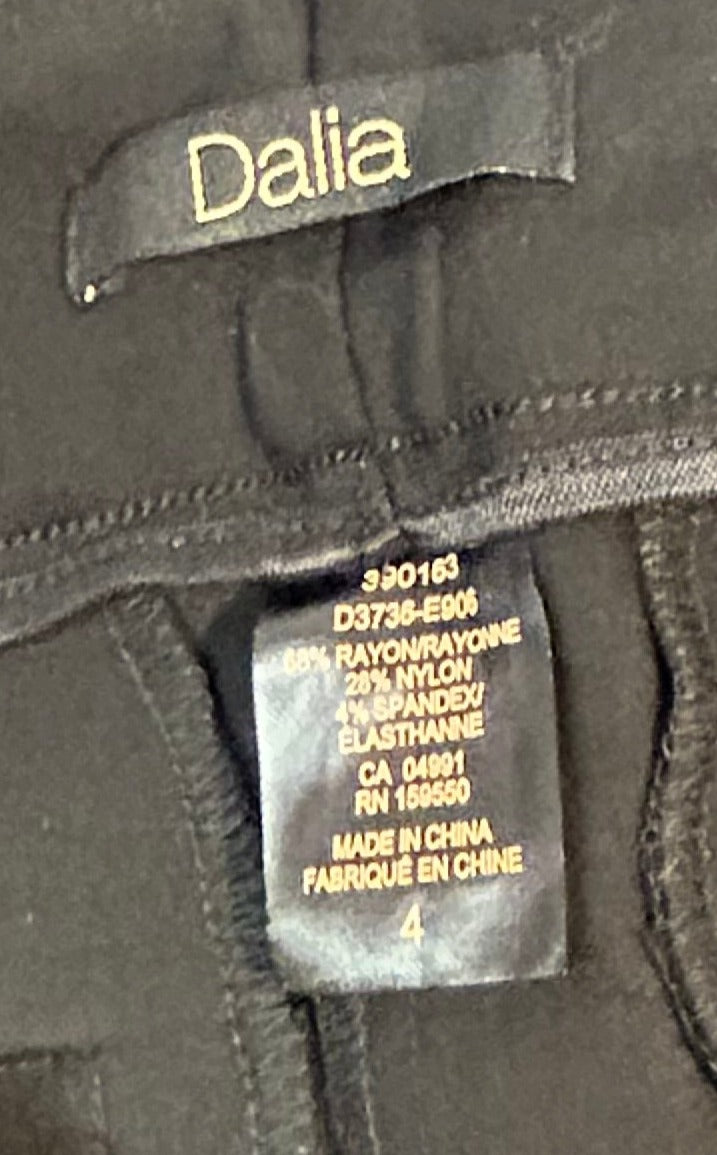 Dalia
390163
D3736-E906
68% RAYON/RAYONNE
28% NYLON
4% SPANDEX/
ÉLASTHANNE
CA 04991
RN 159550
MADE IN CHINA
FABRIQUÉ EN CHINE
4